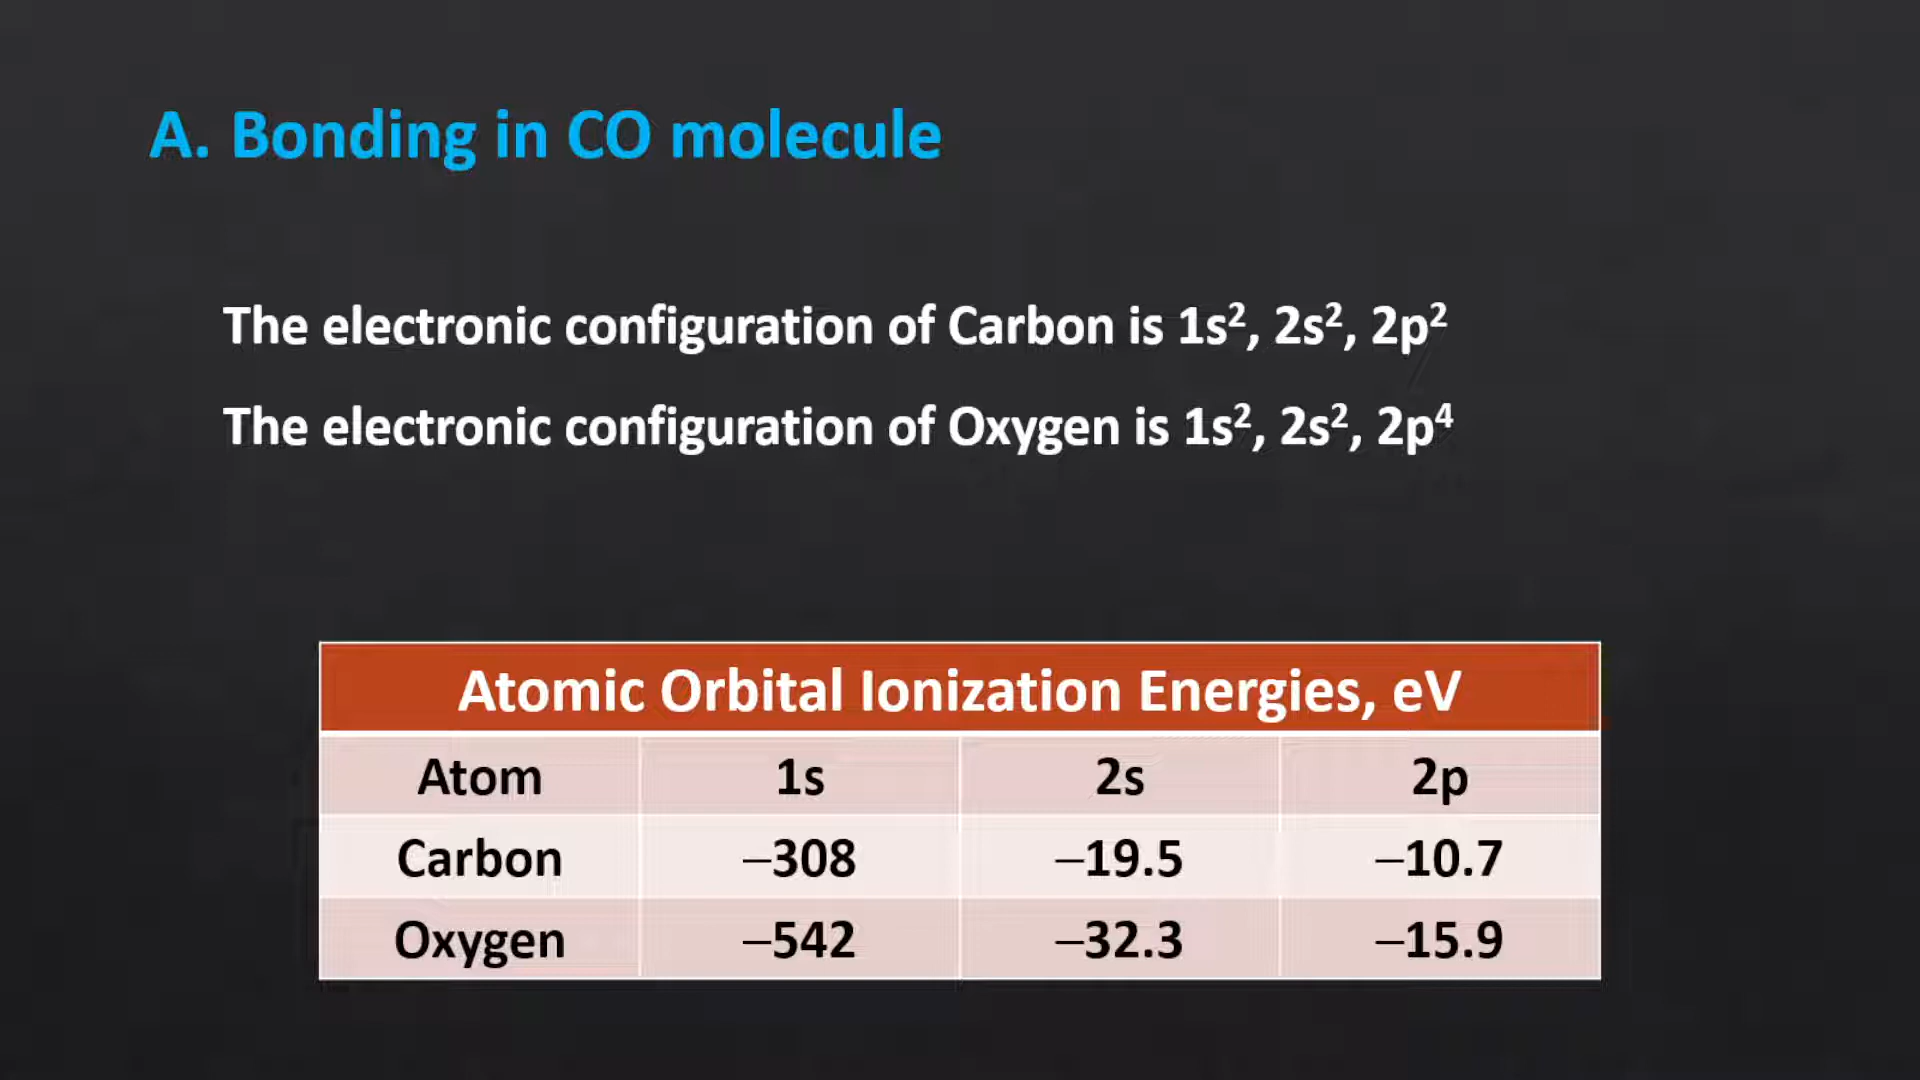 A. Bonding in CO molecule
The electronic configuration of Carbon is 1s², 2s², 2p²
The electronic configuration of Oxygen is 1s², 2s², 2p⁴
Atomic Orbital Ionization Energies, eV
Atom 1s 2s 2p
Carbon –308 –19.5 –10.7
Oxygen –542 –32.3 –15.9